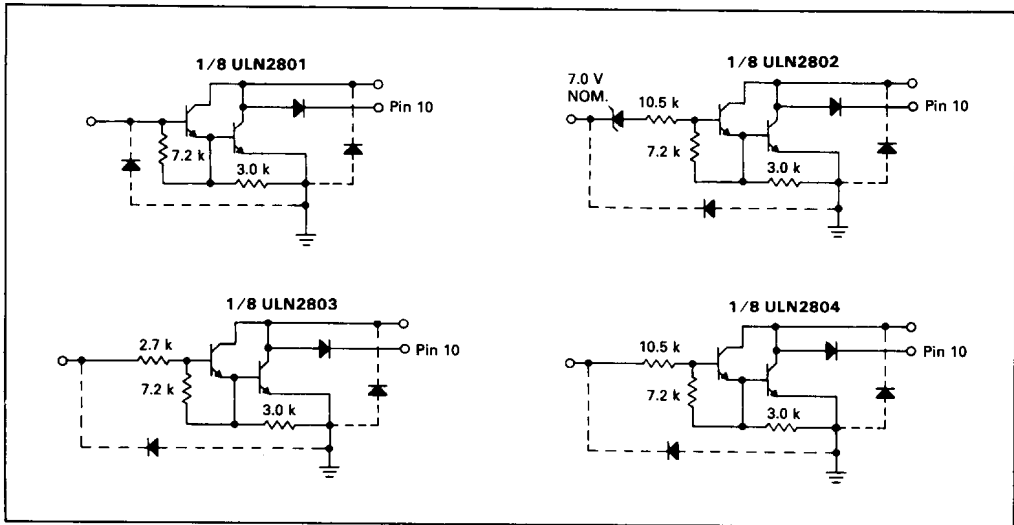 1/8 ULN2801
Pin 10
7.2 k
3.0 k
1/8 ULN2802
7.0 V
NOM.
10.5 k
Pin 10
7.2 k
3.0 k
1/8 ULN2803
2.7 k
Pin 10
7.2 k
3.0 k
1/8 ULN2804
10.5 k
Pin 10
7.2 k
3.0 k